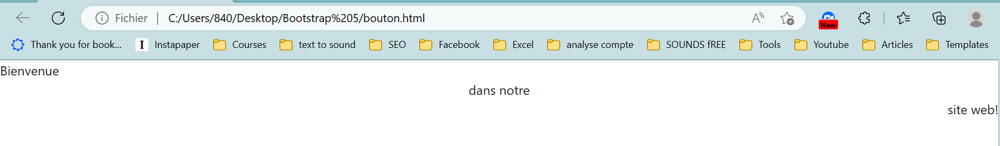 Fichier C:/Users/840/Desktop/Bootstrap%205/bouton.html A New
Thank you for book... I Instapaper Courses text to sound SEO Facebook Excel analyse compte SOUNDS fREE Tools Youtube Articles Templates
Bienvenue
dans notre
site web!